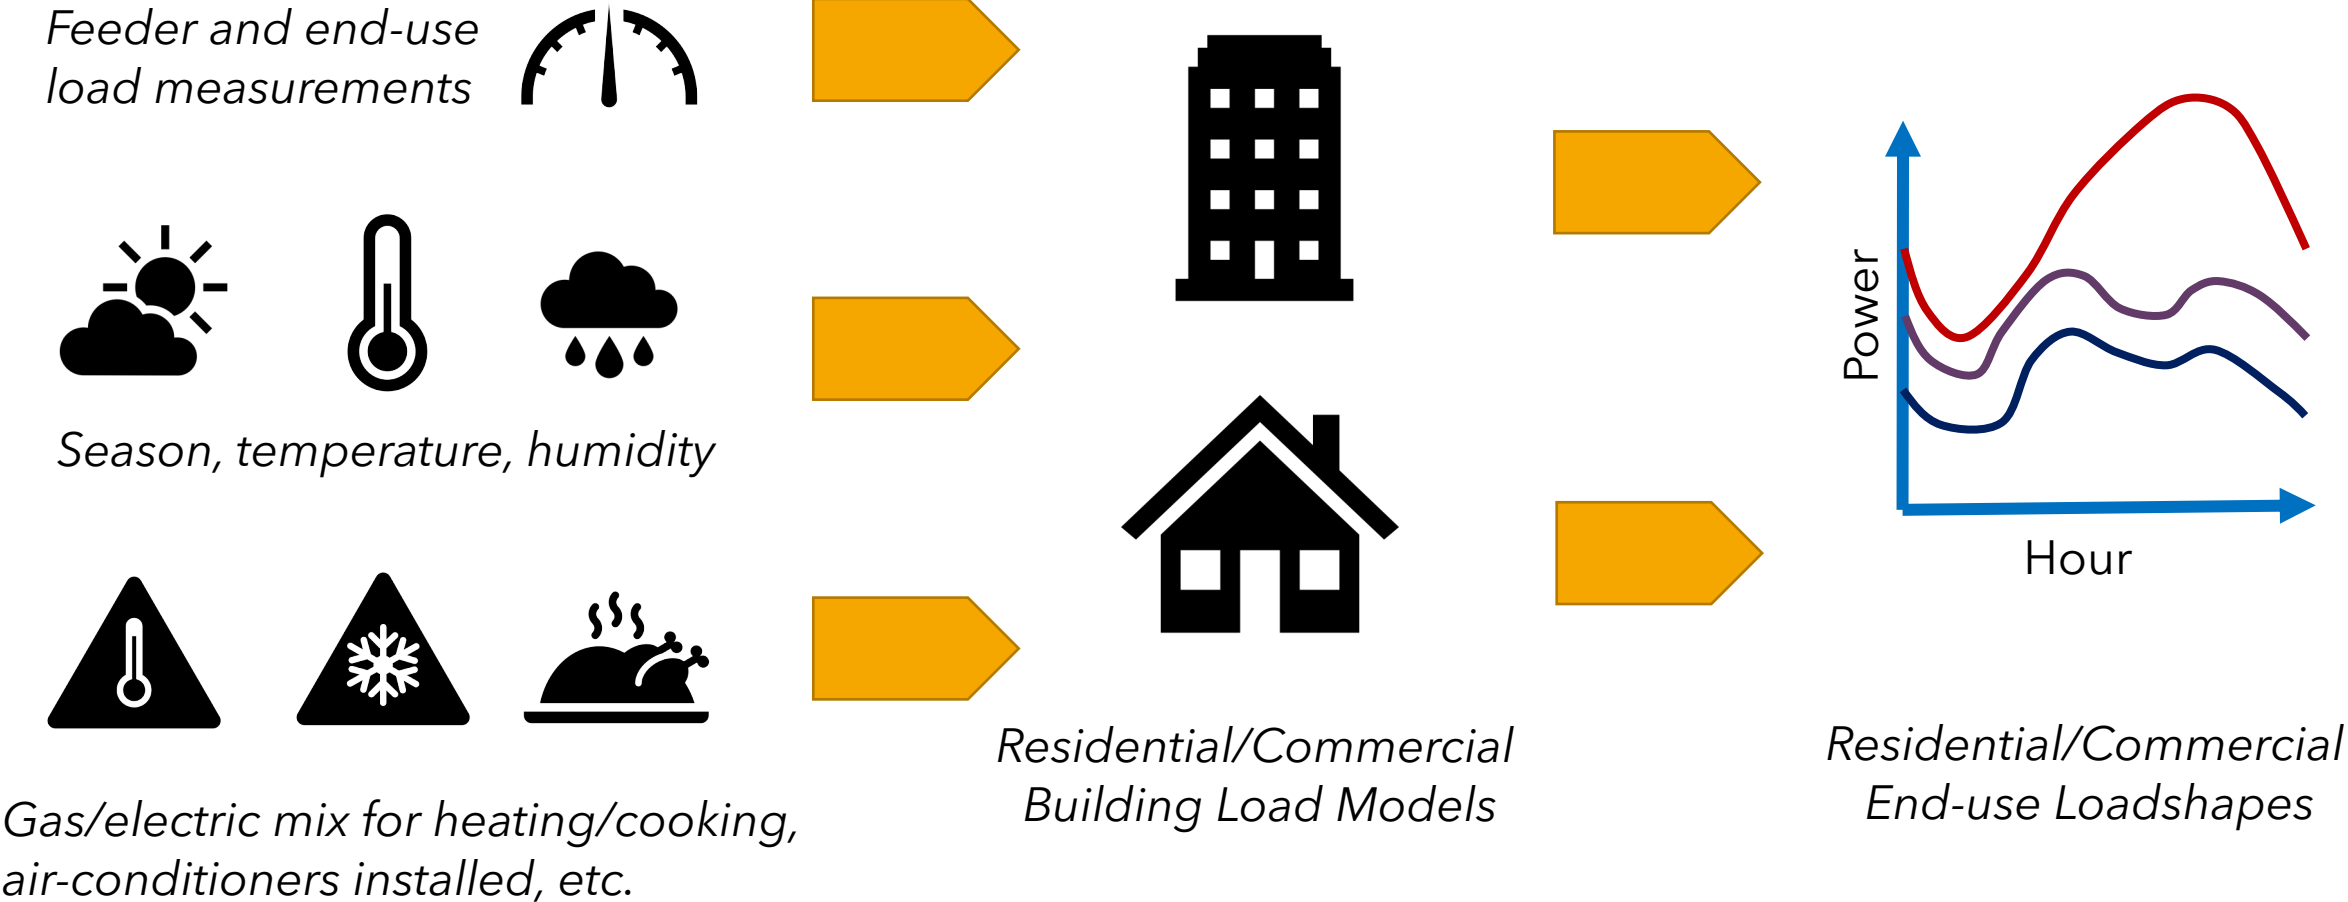 Feeder and end-use
load measurements
Season, temperature, humidity
Gas/electric mix for heating/cooking,
air-conditioners installed, etc.
Residential/Commercial
Building Load Models
Power
Hour
Residential/Commercial
End-use Loadshapes